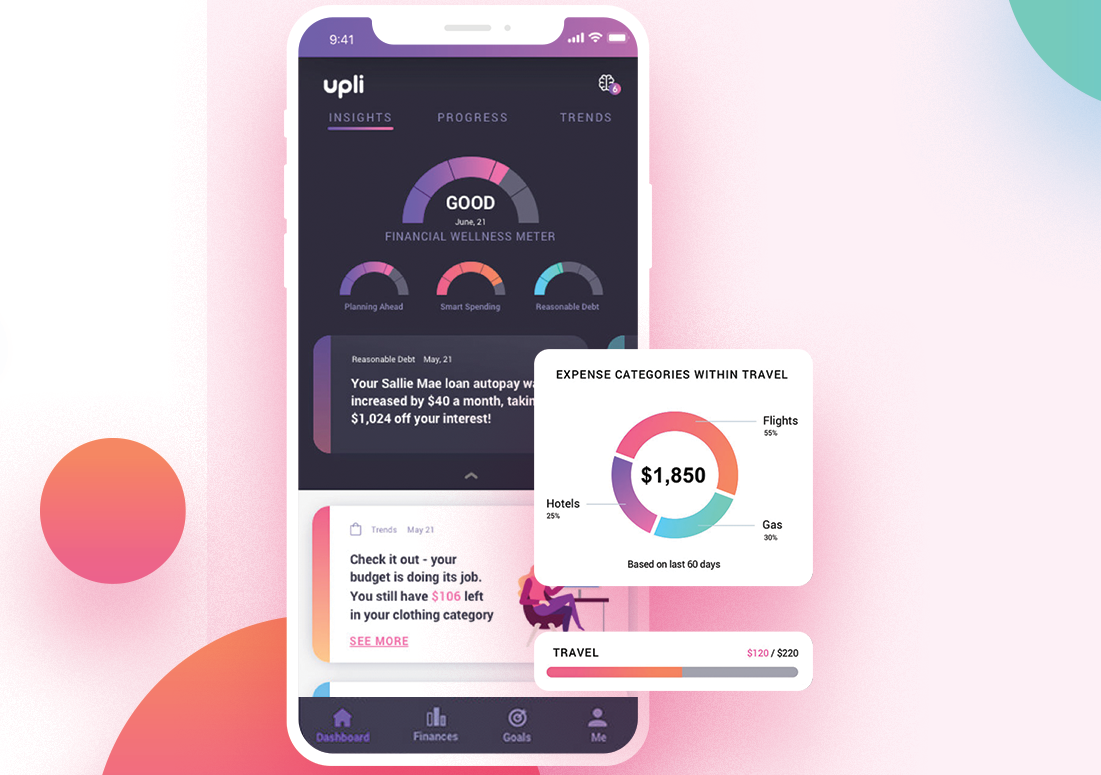 9:41
upli
6
INSIGHTS PROGRESS TRENDS
GOOD
June, 21
FINANCIAL WELLNESS METER
Planning Ahead Smart Spending Reasonable Debt
Reasonable Debt May, 21
Your Sallie Mae loan autopay
increased by $40 a month,
$1,024 off your interest!
Trends May 21
Check it out - your
budget is doing its job.
You still have $106 left
in your clothing category
SEE MORE
EXPENSE CATEGORIES WITHIN TRAVEL
Flights
55%
$1,850
Hotels
25%
Gas
30%
Based on last 60 days
TRAVEL $120 / $220
Dashboard Finances Goals Me